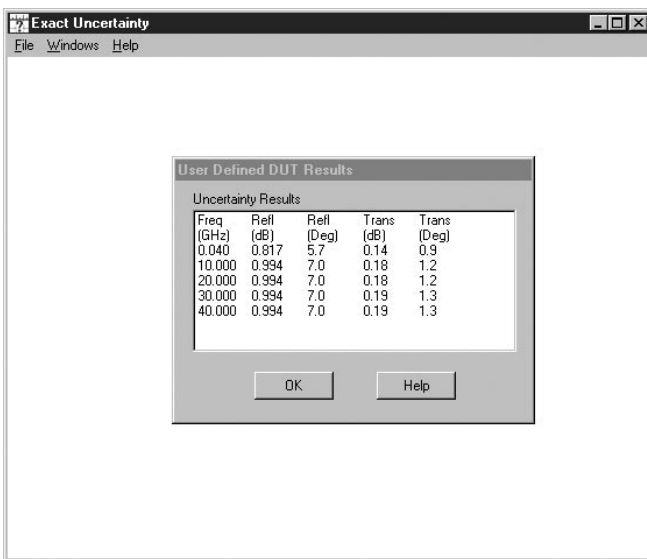 Exact Uncertainty
File Windows Help
User Defined DUT Results
Uncertainty Results
Freq Refl Refl Trans Trans
(GHz) (dB) (Deg) (dB) (Deg)
0.040 0.817 5.7 0.14 0.9
10.000 0.994 7.0 0.18 1.2
20.000 0.994 7.0 0.18 1.2
30.000 0.994 7.0 0.19 1.3
40.000 0.994 7.0 0.19 1.3
OK Help